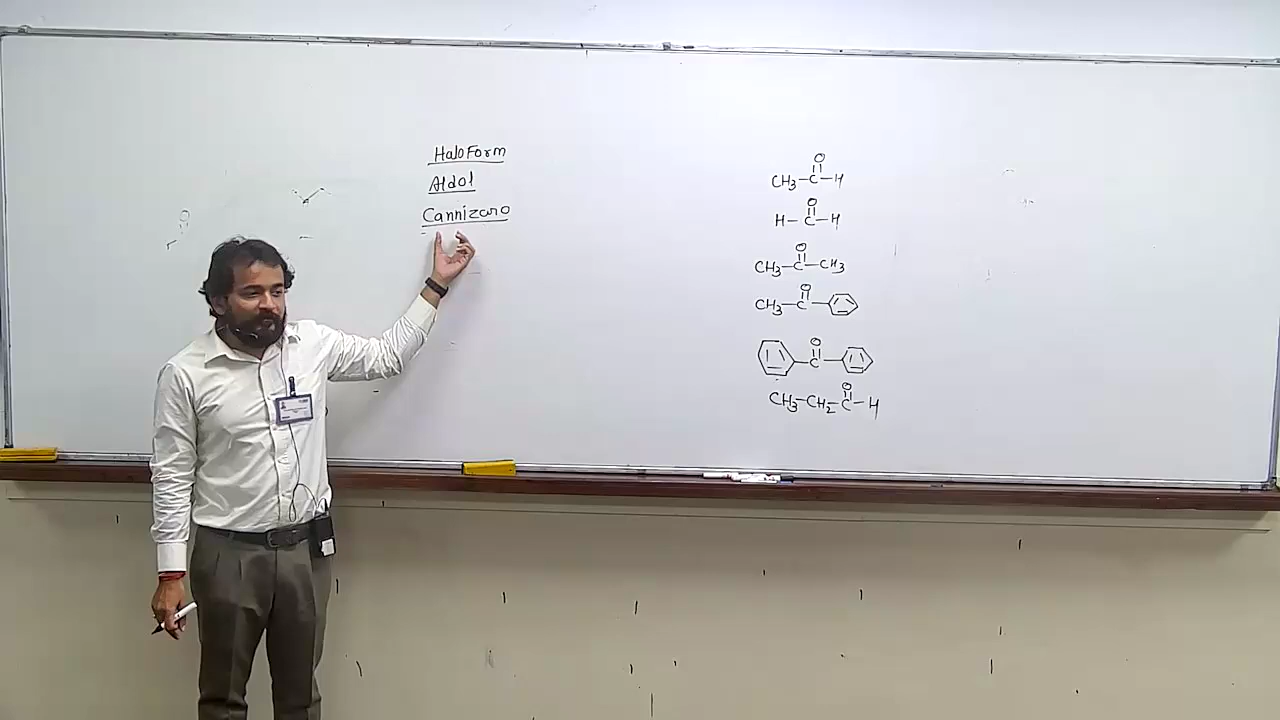 HaloForm
Aldol
Cannizaro
O
CH3-C-H
O
H-C-H
O
CH3-C-CH3
O
CH3-C-
O
-C-
O
CH3-CH2-C-H